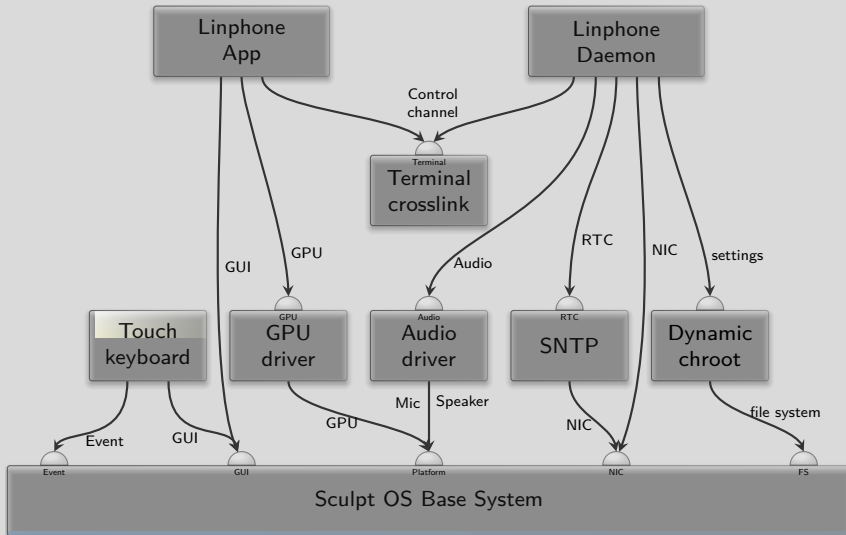 Linphone
App
Linphone
Daemon
Control
channel
Terminal
Terminal
crosslink
RTC
NIC
GPU
settings
Audio
GUI
GPU
Audio
RTC
Touch
keyboard
GPU
driver
Audio
driver
SNTP
Dynamic
chroot
Mic
Speaker
file system
GPU
NIC
GUI
Event
Event
GUI
Platform
NIC
FS
Sculpt OS Base System